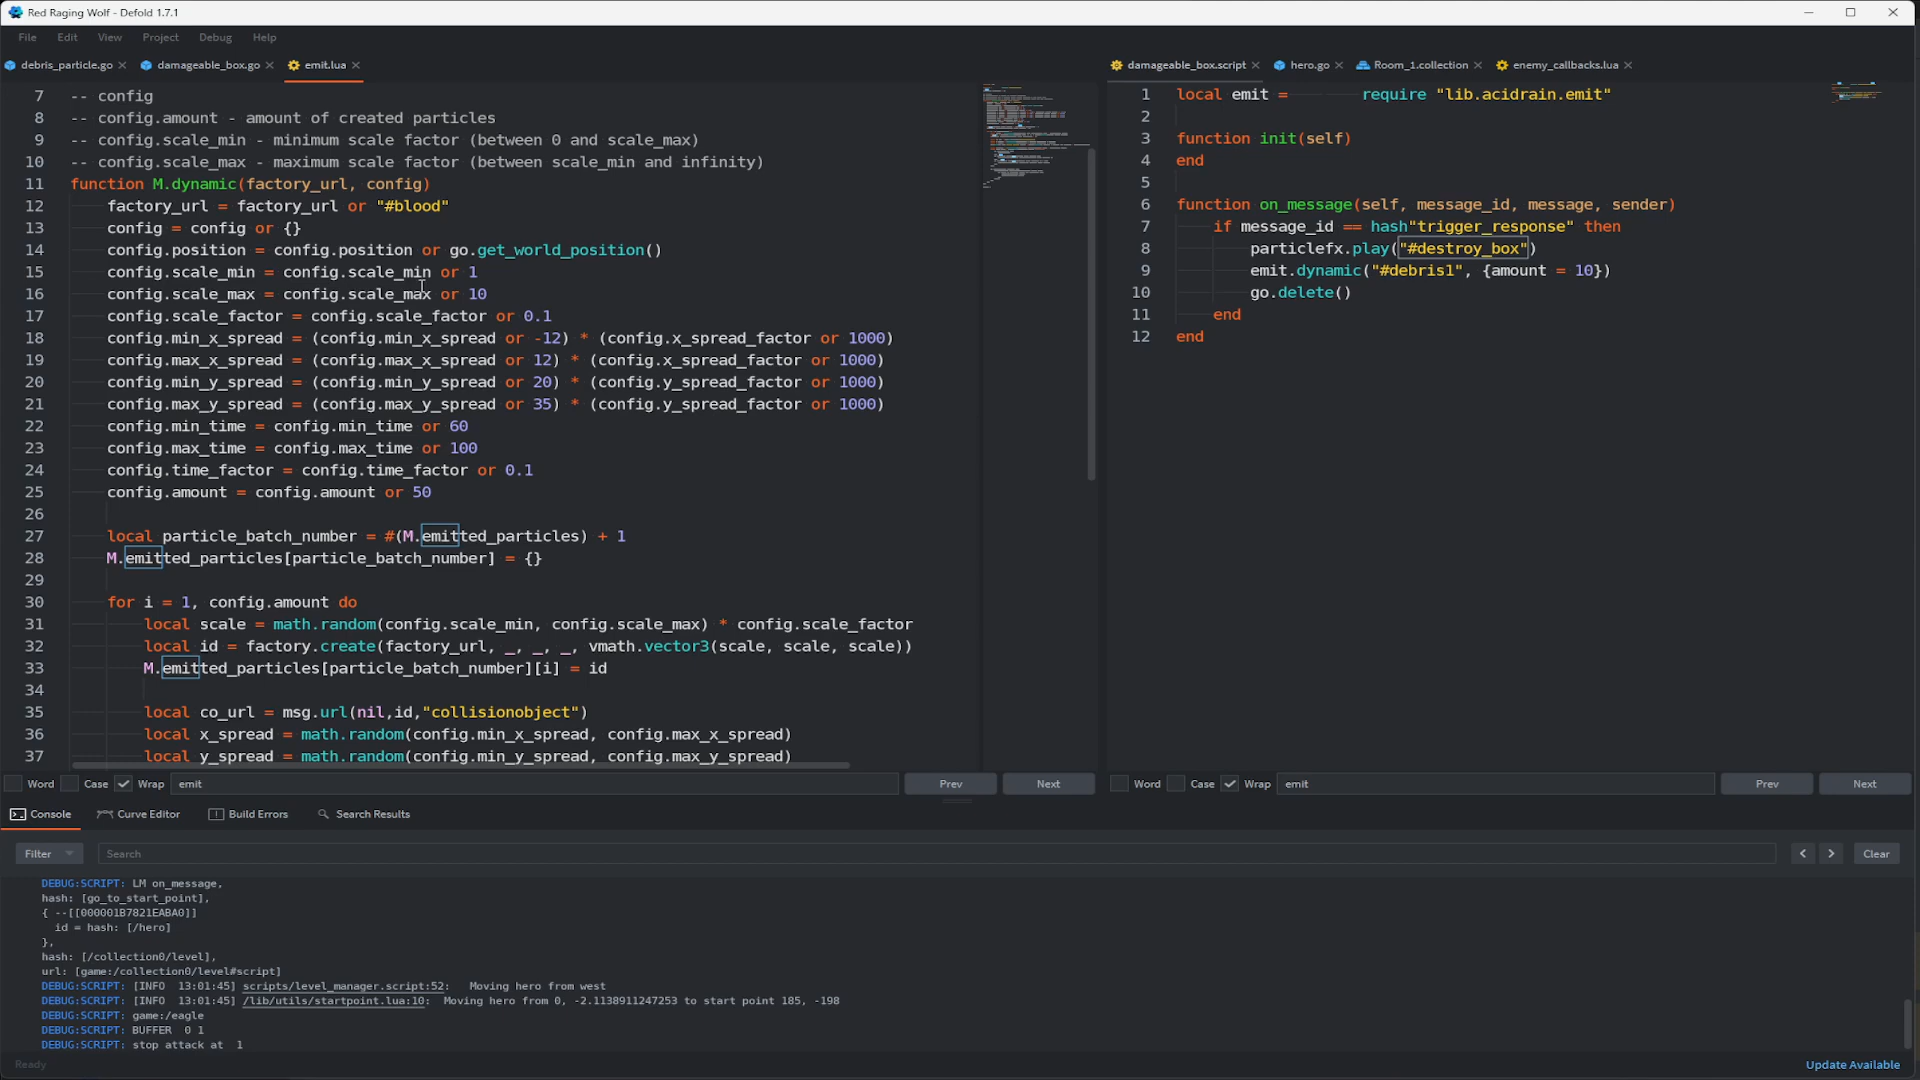 Red Raging Wolf - Defold 1.7.1
File Edit View Project Debug Help
debris_particle.go damageable_box.go emit.lua
7 -- config
8 -- config.amount - amount of created particles
9 -- config.scale_min - minimum scale factor (between 0 and scale_max)
10 -- config.scale_max - maximum scale factor (between scale_min and infinity)
11 function M.dynamic(factory_url, config)
12 factory_url = factory_url or "#blood"
13 config = config or {}
14 config.position = config.position or go.get_world_position()
15 config.scale_min = config.scale_min or 1
16 config.scale_max = config.scale_max or 10
17 config.scale_factor = config.scale_factor or 0.1
18 config.min_x_spread = (config.min_x_spread or -12) * (config.x_spread_factor or 1000)
19 config.max_x_spread = (config.max_x_spread or 12) * (config.x_spread_factor or 1000)
20 config.min_y_spread = (config.min_y_spread or 20) * (config.y_spread_factor or 1000)
21 config.max_y_spread = (config.max_y_spread or 35) * (config.y_spread_factor or 1000)
22 config.min_time = config.min_time or 60
23 config.max_time = config.max_time or 100
24 config.time_factor = config.time_factor or 0.1
25 config.amount = config.amount or 50
26
27 local particle_batch_number = #(M.emitted_particles) + 1
28 M.emitted_particles[particle_batch_number] = {}
29
30 for i = 1, config.amount do
31 local scale = math.random(config.scale_min, config.scale_max) * config.scale_factor
32 local id = factory.create(factory_url, _, _, _, vmath.vector3(scale, scale, scale))
33 M.emitted_particles[particle_batch_number][i] = id
34
35 local co_url = msg.url(nil,id,"collisionobject")
36 local x_spread = math.random(config.min_x_spread, config.max_x_spread)
37 local y_spread = math.random(config.min_y_spread, config.max_y_spread)
Word Case Wrap emit Prev Next
damageable_box.script hero.go Room_1.collection enemy_callbacks.lua
1 local emit = require "lib.acidrain.emit"
2
3 function init(self)
4 end
5
6 function on_message(self, message_id, message, sender)
7 if message_id == hash"trigger_response" then
8 particlefx.play("#destroy_box")
9 emit.dynamic("#debris1", {amount = 10})
10 go.delete()
11 end
12 end
Word Case Wrap emit Prev Next
Console Curve Editor Build Errors Search Results
Filter Search Clear
DEBUG:SCRIPT: LM on_message,
hash: [go_to_start_point],
{ --[[000001B7821EABA0]]
id = hash: [/hero]
},
hash: [/collection0/level],
url: [game:/collection0/level#script]
DEBUG:SCRIPT: [INFO 13:01:45] scripts/level_manager.script:52: Moving hero from west
DEBUG:SCRIPT: [INFO 13:01:45] /lib/utils/startpoint.lua:10: Moving hero from 0, -2.1138911247253 to start point 185, -198
DEBUG:SCRIPT: game:/eagle
DEBUG:SCRIPT: BUFFER 0 1
DEBUG:SCRIPT: stop attack at 1
Ready Update Available